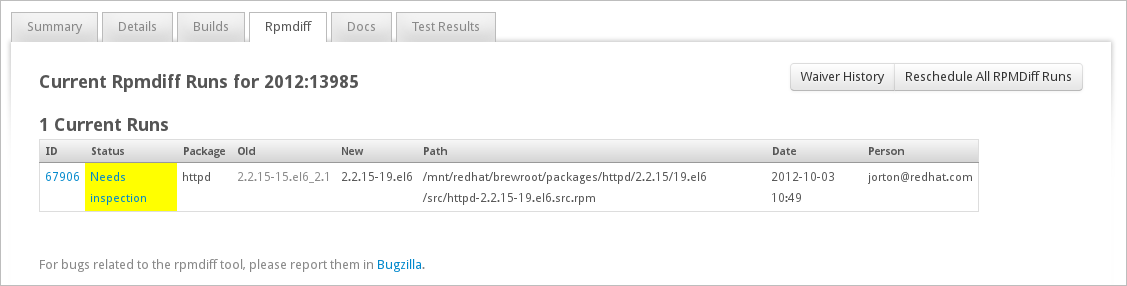 Summary Details Builds Rpmdiff Docs Test Results
Current Rpmdiff Runs for 2012:13985
Waiver History Reschedule All RPMDiff Runs
1 Current Runs
ID Status Package Old New Path Date Person
67906 Needs httpd 2.2.15-15.el6_2.1 2.2.15-19.el6 /mnt/redhat/brewroot/packages/httpd/2.2.15/19.el6 2012-10-03 jorton@redhat.com
inspection /src/httpd-2.2.15-19.el6.src.rpm 10:49
For bugs related to the rpmdiff tool, please report them in Bugzilla.